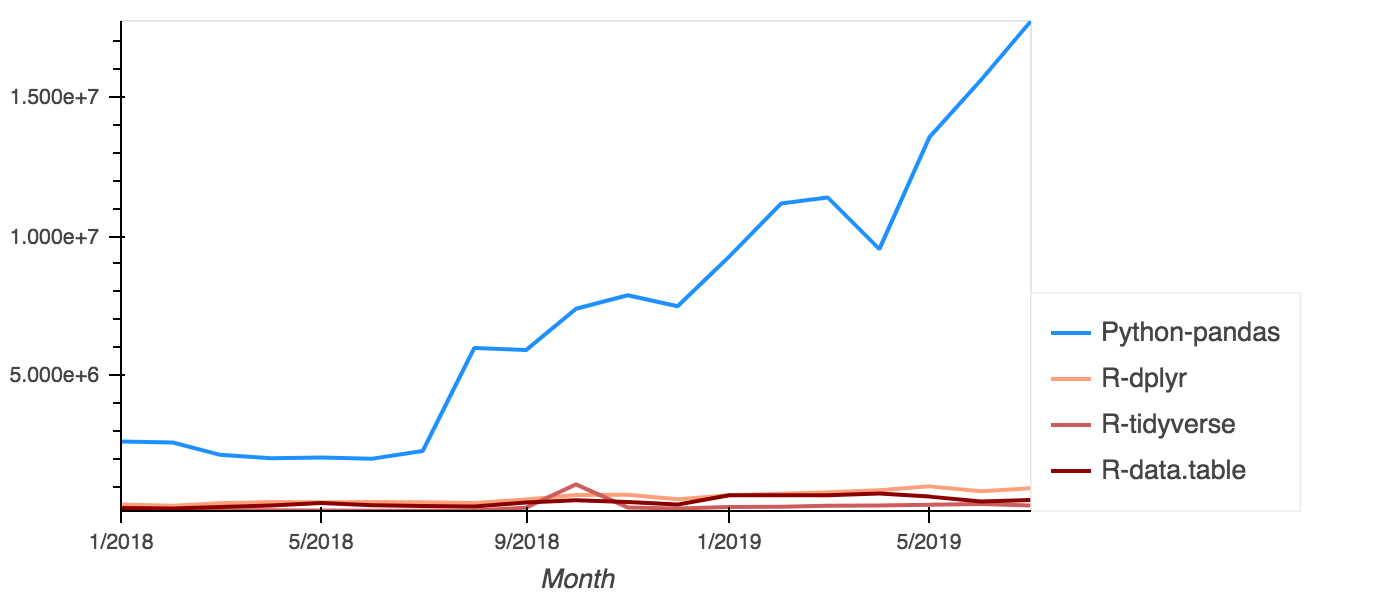 1.500e+7
1.000e+7
5.000e+6
1/2018
5/2018
9/2018
1/2019
5/2019
Month
Python-pandas
R-dplyr
R-tidyverse
R-data.table